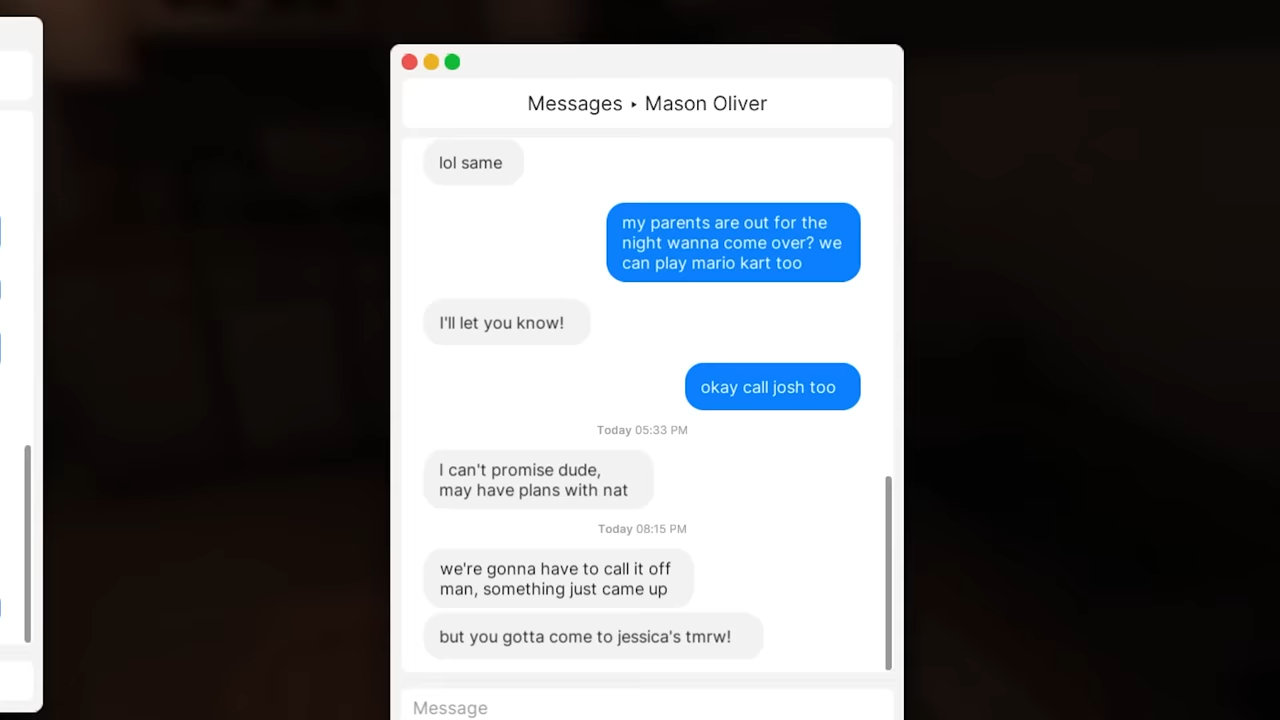 Messages ‣ Mason Oliver
lol same
my parents are out for the
night wanna come over? we
can play mario kart too
I'll let you know!
okay call josh too
Today 05:33 PM
I can't promise dude,
may have plans with nat
Today 08:15 PM
we're gonna have to call it off
man, something just came up
but you gotta come to jessica's tmrw!
Message